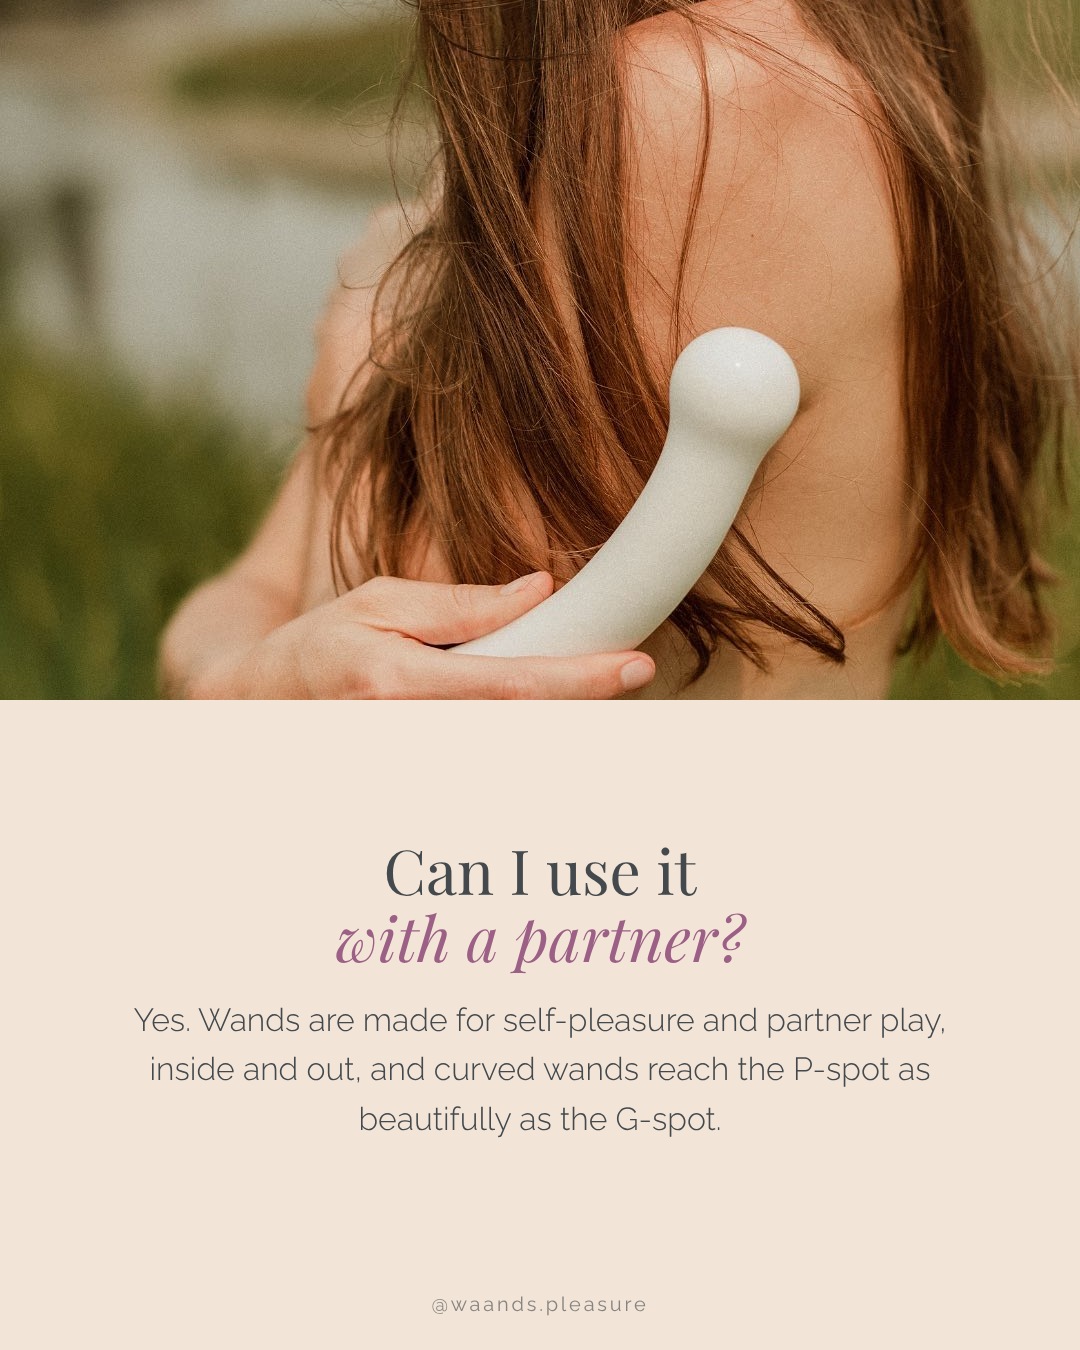 Can I use it
with a partner?
Yes. Wands are made for self-pleasure and partner play,
inside and out, and curved wands reach the P-spot as
beautifully as the G-spot.
@waands.pleasure